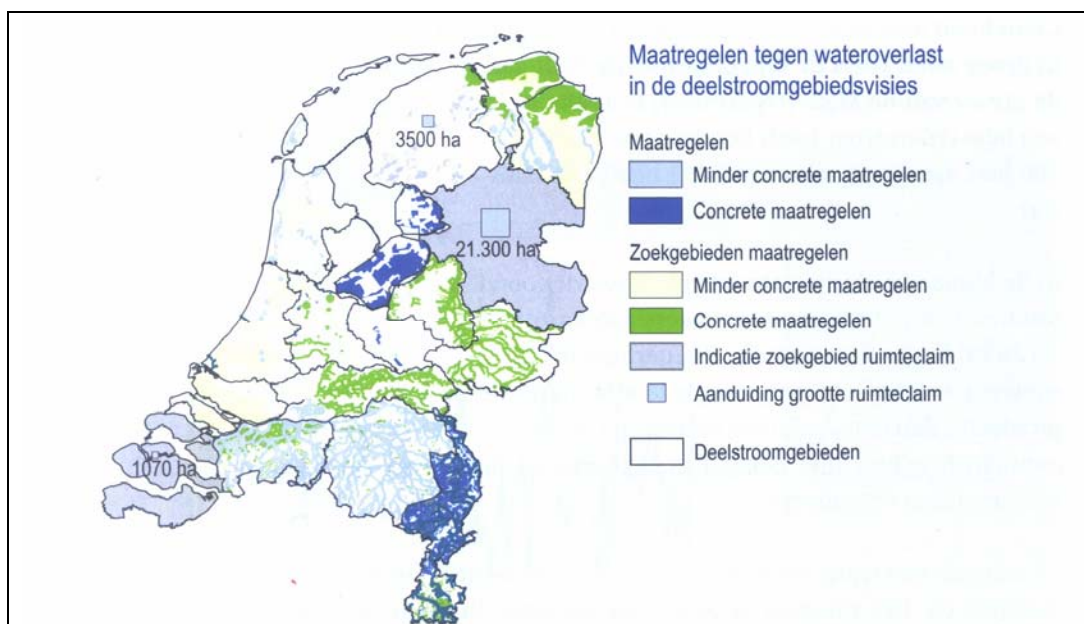 Maatregelen tegen wateroverlast
in de deelstroomgebiedsvisies
Maatregelen
Minder concrete maatregelen
Concrete maatregelen
Zoekgebieden maatregelen
Minder concrete maatregelen
Concrete maatregelen
Indicatie zoekgebied ruimteclaim
Aanduiding grootte ruimteclaim
Deelstroomgebieden
3500 ha
21.300 ha
1070 ha